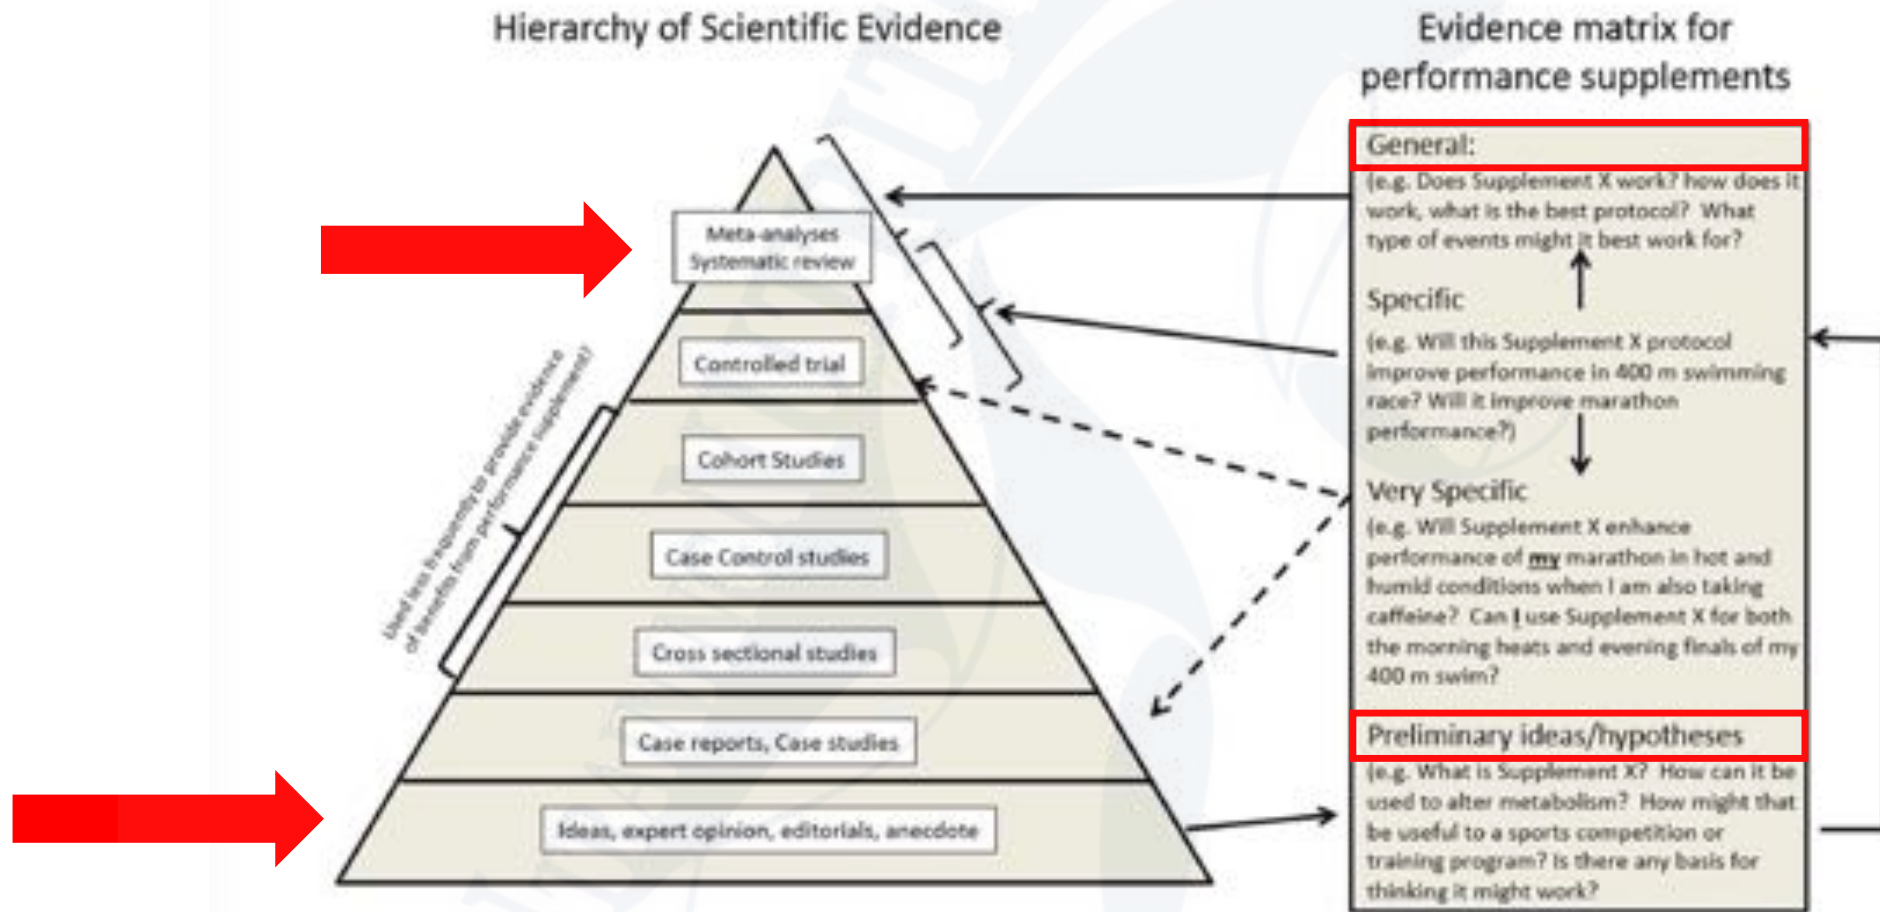 Hierarchy of Scientific Evidence
Meta-analyses
Systematic review
Controlled trial
Cohort Studies
Case Control studies
Cross sectional studies
Case reports, Case studies
Ideas, expert opinion, editorials, anecdote
Used less frequently to provide evidence
of benefits from performance supplement?
Evidence matrix for
performance supplements
General:
(e.g. Does Supplement X work? how does it
work, what is the best protocol? What
type of events might it best work for?
Specific
(e.g. Will this Supplement X protocol
improve performance in 400 m swimming
race? Will it improve marathon
performance?)
Very Specific
(e.g. Will Supplement X enhance
performance of my marathon in hot and
humid conditions when I am also taking
caffeine? Can I use Supplement X for both
the morning heats and evening finals of my
400 m swim?
Preliminary ideas/hypotheses
(e.g. What is Supplement X? How can it be
used to alter metabolism? How might that
be useful to a sports competition or
training program? Is there any basis for
thinking it might work?